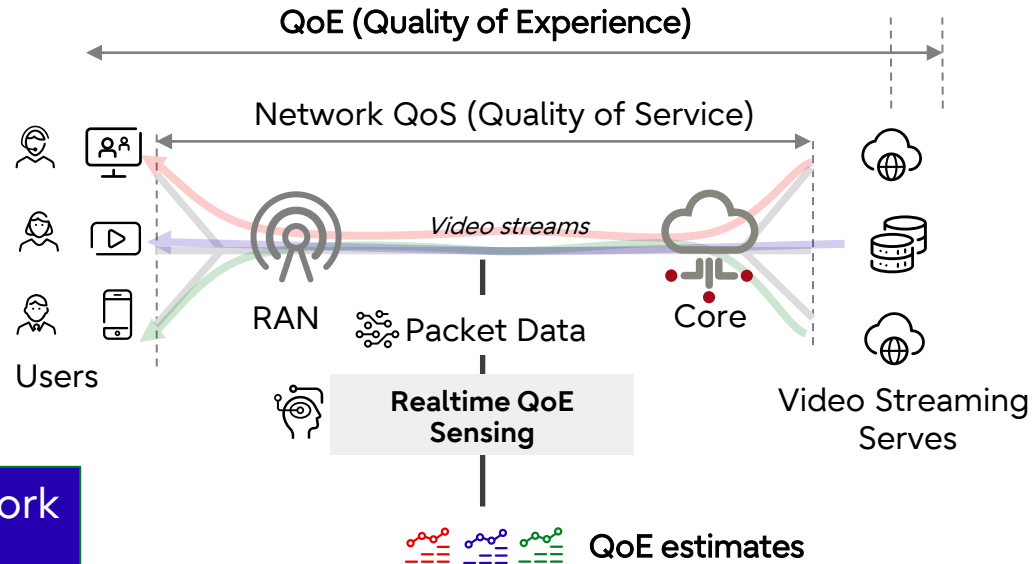 QoE (Quality of Experience)
Network QoS (Quality of Service)
Video streams
RAN
Core
Packet Data
Users
Realtime QoE
Sensing
Video Streaming
Serves
ork
QoE estimates